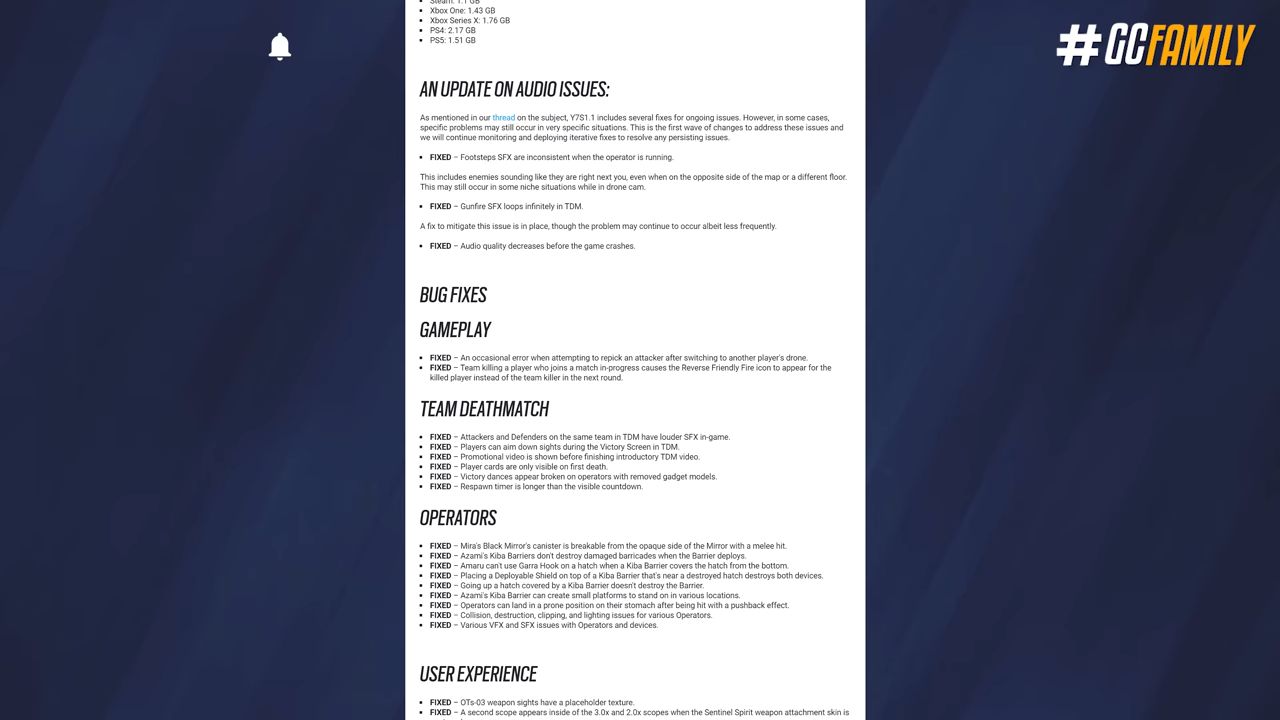 Steam: 1.1 GB
Xbox One: 1.43 GB
Xbox Series X: 1.76 GB
PS4: 2.17 GB
PS5: 1.51 GB
#GCFAMILY
AN UPDATE ON AUDIO ISSUES:
As mentioned in our thread on the subject, Y7S1.1 includes several fixes for ongoing issues. However, in some cases,
specific problems may still occur in very specific situations. This is the first wave of changes to address these issues and
we will continue monitoring and deploying iterative fixes to resolve any persisting issues.
FIXED – Footsteps SFX are inconsistent when the operator is running.
This includes enemies sounding like they are right next you, even when on the opposite side of the map or a different floor.
This may still occur in some niche situations while in drone cam.
FIXED – Gunfire SFX loops infinitely in TDM.
A fix to mitigate this issue is in place, though the problem may continue to occur albeit less frequently.
FIXED – Audio quality decreases before the game crashes.
BUG FIXES
GAMEPLAY
FIXED – An occasional error when attempting to repick an attacker after switching to another player's drone.
FIXED – Team killing a player who joins a match in-progress causes the Reverse Friendly Fire icon to appear for the
killed player instead of the team killer in the next round.
TEAM DEATHMATCH
FIXED – Attackers and Defenders on the same team in TDM have louder SFX in-game.
FIXED – Players can aim down sights during the Victory Screen in TDM.
FIXED – Promotional video is shown before finishing introductory TDM video.
FIXED – Player cards are only visible on first death.
FIXED – Victory dances appear broken on operators with removed gadget models.
FIXED – Respawn timer is longer than the visible countdown.
OPERATORS
FIXED – Mira's Black Mirror's canister is breakable from the opaque side of the Mirror with a melee hit.
FIXED – Azami's Kiba Barriers don't destroy damaged barricades when the Barrier deploys.
FIXED – Amaru can't use Garra Hook on a hatch when a Kiba Barrier covers the hatch from the bottom.
FIXED – Placing a Deployable Shield on top of a Kiba Barrier that's near a destroyed hatch destroys both devices.
FIXED – Going up a hatch covered by a Kiba Barrier doesn't destroy the Barrier.
FIXED – Azami's Kiba Barrier can create small platforms to stand on in various locations.
FIXED – Operators can land in a prone position on their stomach after being hit with a pushback effect.
FIXED – Collision, destruction, clipping, and lighting issues for various Operators.
FIXED – Various VFX and SFX issues with Operators and devices.
USER EXPERIENCE
FIXED – OTs-03 weapon sights have a placeholder texture.
FIXED – A second scope appears inside of the 3.0x and 2.0x scopes when the Sentinel Spirit weapon attachment skin is